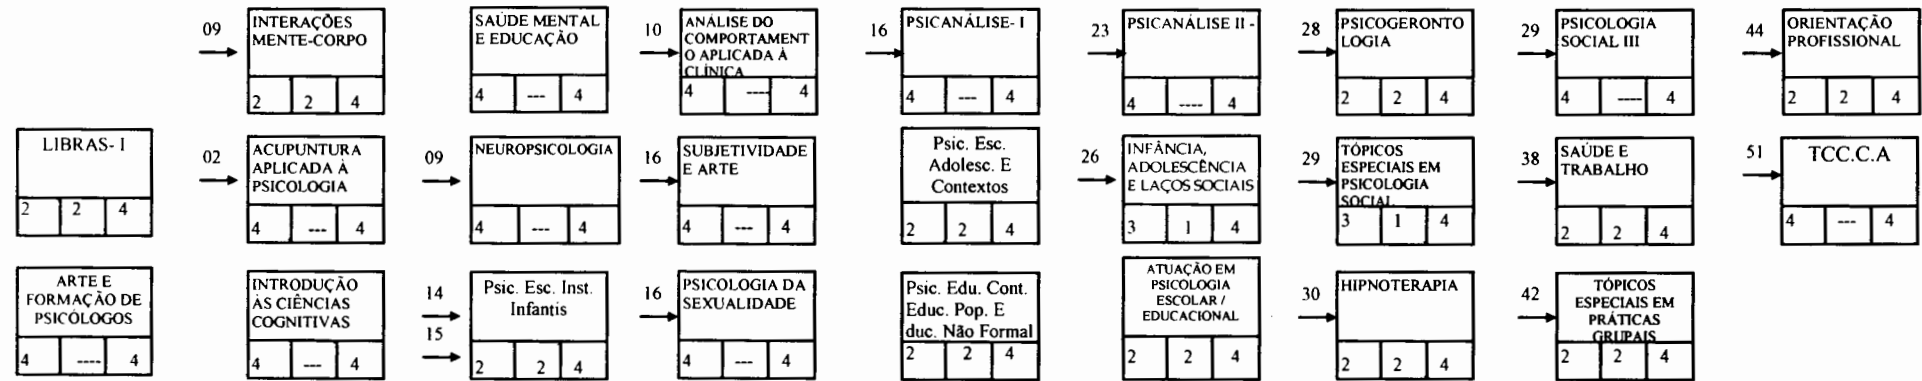 09
INTERAÇÕES
MENTE-CORPO
2 2 4
SAÚDE MENTAL
E EDUCAÇÃO
4 --- 4
10
ANÁLISE DO
COMPORTAMENT
O APLICADA À
CLÍNICA
4 ---- 4
16
PSICANÁLISE- I
4 --- 4
23
PSICANÁLISE II -
4 ---- 4
28
PSICOGERONTO
LOGIA
2 2 4
29
PSICOLOGIA
SOCIAL III
4 ---- 4
44
ORIENTAÇÃO
PROFISSIONAL
2 2 4
LIBRAS- I
2 2 4
02
ACUPUNTURA
APLICADA À
PSICOLOGIA
4 --- 4
09
NEUROPSICOLOGIA
4 --- 4
16
SUBJETIVIDADE
E ARTE
4 --- 4
Psic. Esc.
Adolesc. E
Contextos
2 2 4
26
INFÂNCIA,
ADOLESCÊNCIA
E LAÇOS SOCIAIS
3 1 4
29
TÓPICOS
ESPECIAIS EM
PSICOLOGIA
SOCIAL
3 1 4
38
SAÚDE E
TRABALHO
2 2 4
51
TCC.C.A
4 --- 4
ARTE E
FORMAÇÃO DE
PSICÓLOGOS
4 ---- 4
INTRODUÇÃO
ÀS CIÊNCIAS
COGNITIVAS
4 --- 4
14
15
Psic. Esc. Inst.
Infantis
2 2 4
16
PSICOLOGIA DA
SEXUALIDADE
4 --- 4
Psic. Edu. Cont.
Educ. Pop. E
duc. Não Formal
2 2 4
ATUAÇÃO EM
PSICOLOGIA
ESCOLAR /
EDUCACIONAL
2 2 4
30
HIPNOTERAPIA
2 2 4
42
TÓPICOS
ESPECIAIS EM
PRÁTICAS
GRUPAIS
2 2 4